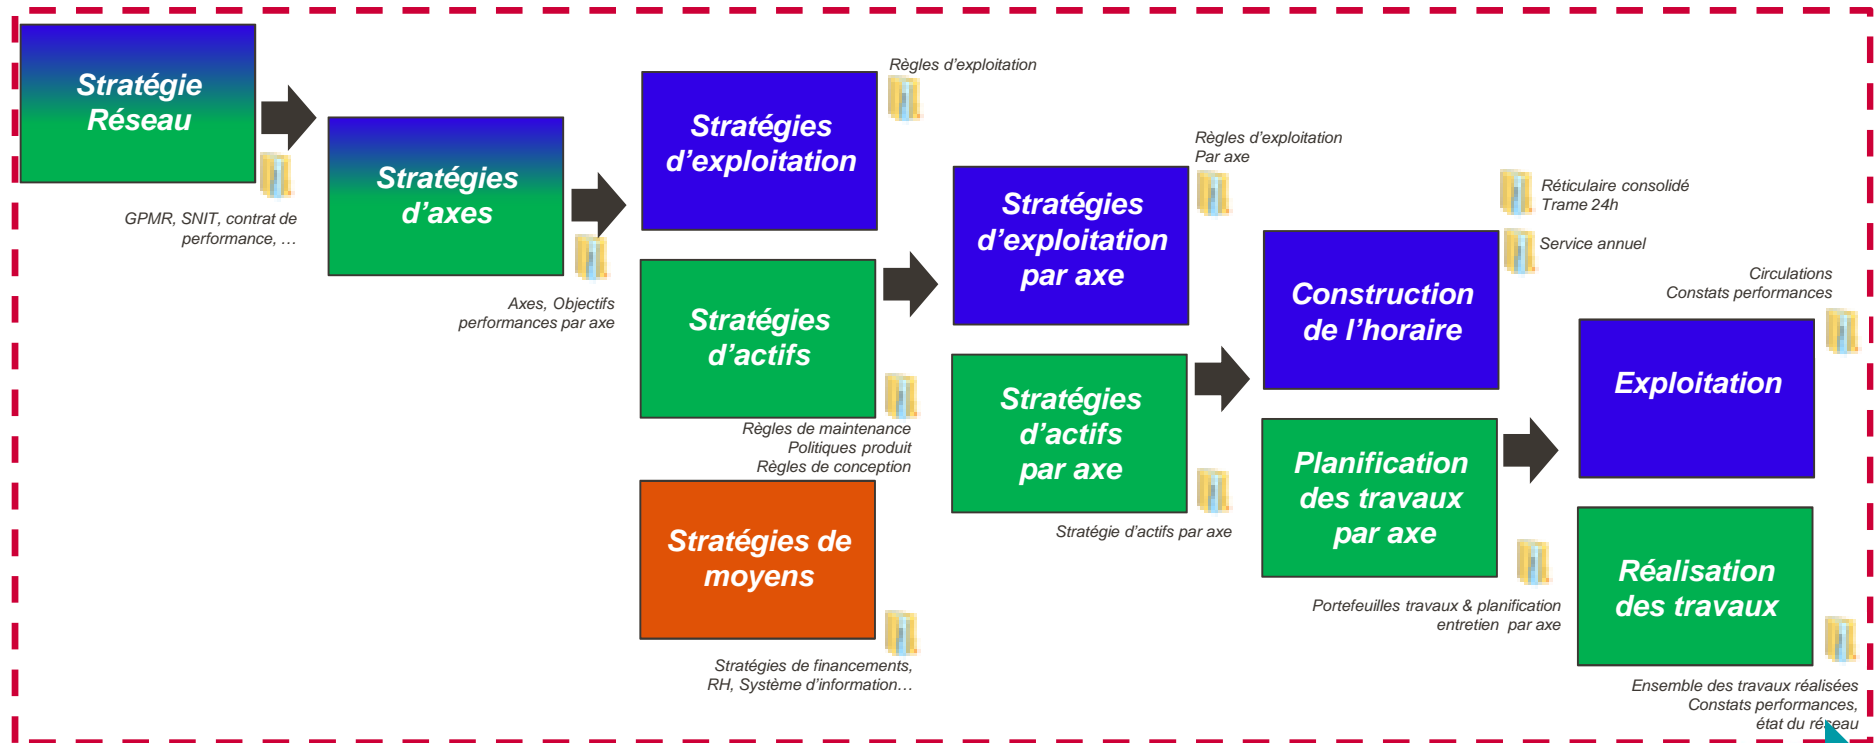 Stratégie
Réseau
GPMR, SNIT, contrat de
performance, …
Stratégies
d'axes
Axes, Objectifs
performances par axe
Stratégies
d'exploitation
Règles d'exploitation
Stratégies
d'actifs
Règles de maintenance
Politiques produit
Règles de conception
Stratégies de
moyens
Stratégies de financements,
RH, Système d'information…
Stratégies
d'exploitation
par axe
Règles d'exploitation
Par axe
Stratégies
d'actifs
par axe
Stratégie d'actifs par axe
Construction
de l'horaire
Réticulaire consolidé
Trame 24h
Service annuel
Planification
des travaux
par axe
Portefeuilles travaux & planification
entretien par axe
Circulations
Constats performances
Exploitation
Réalisation
des travaux
Ensemble des travaux réalisées
Constats performances,
état du réseau